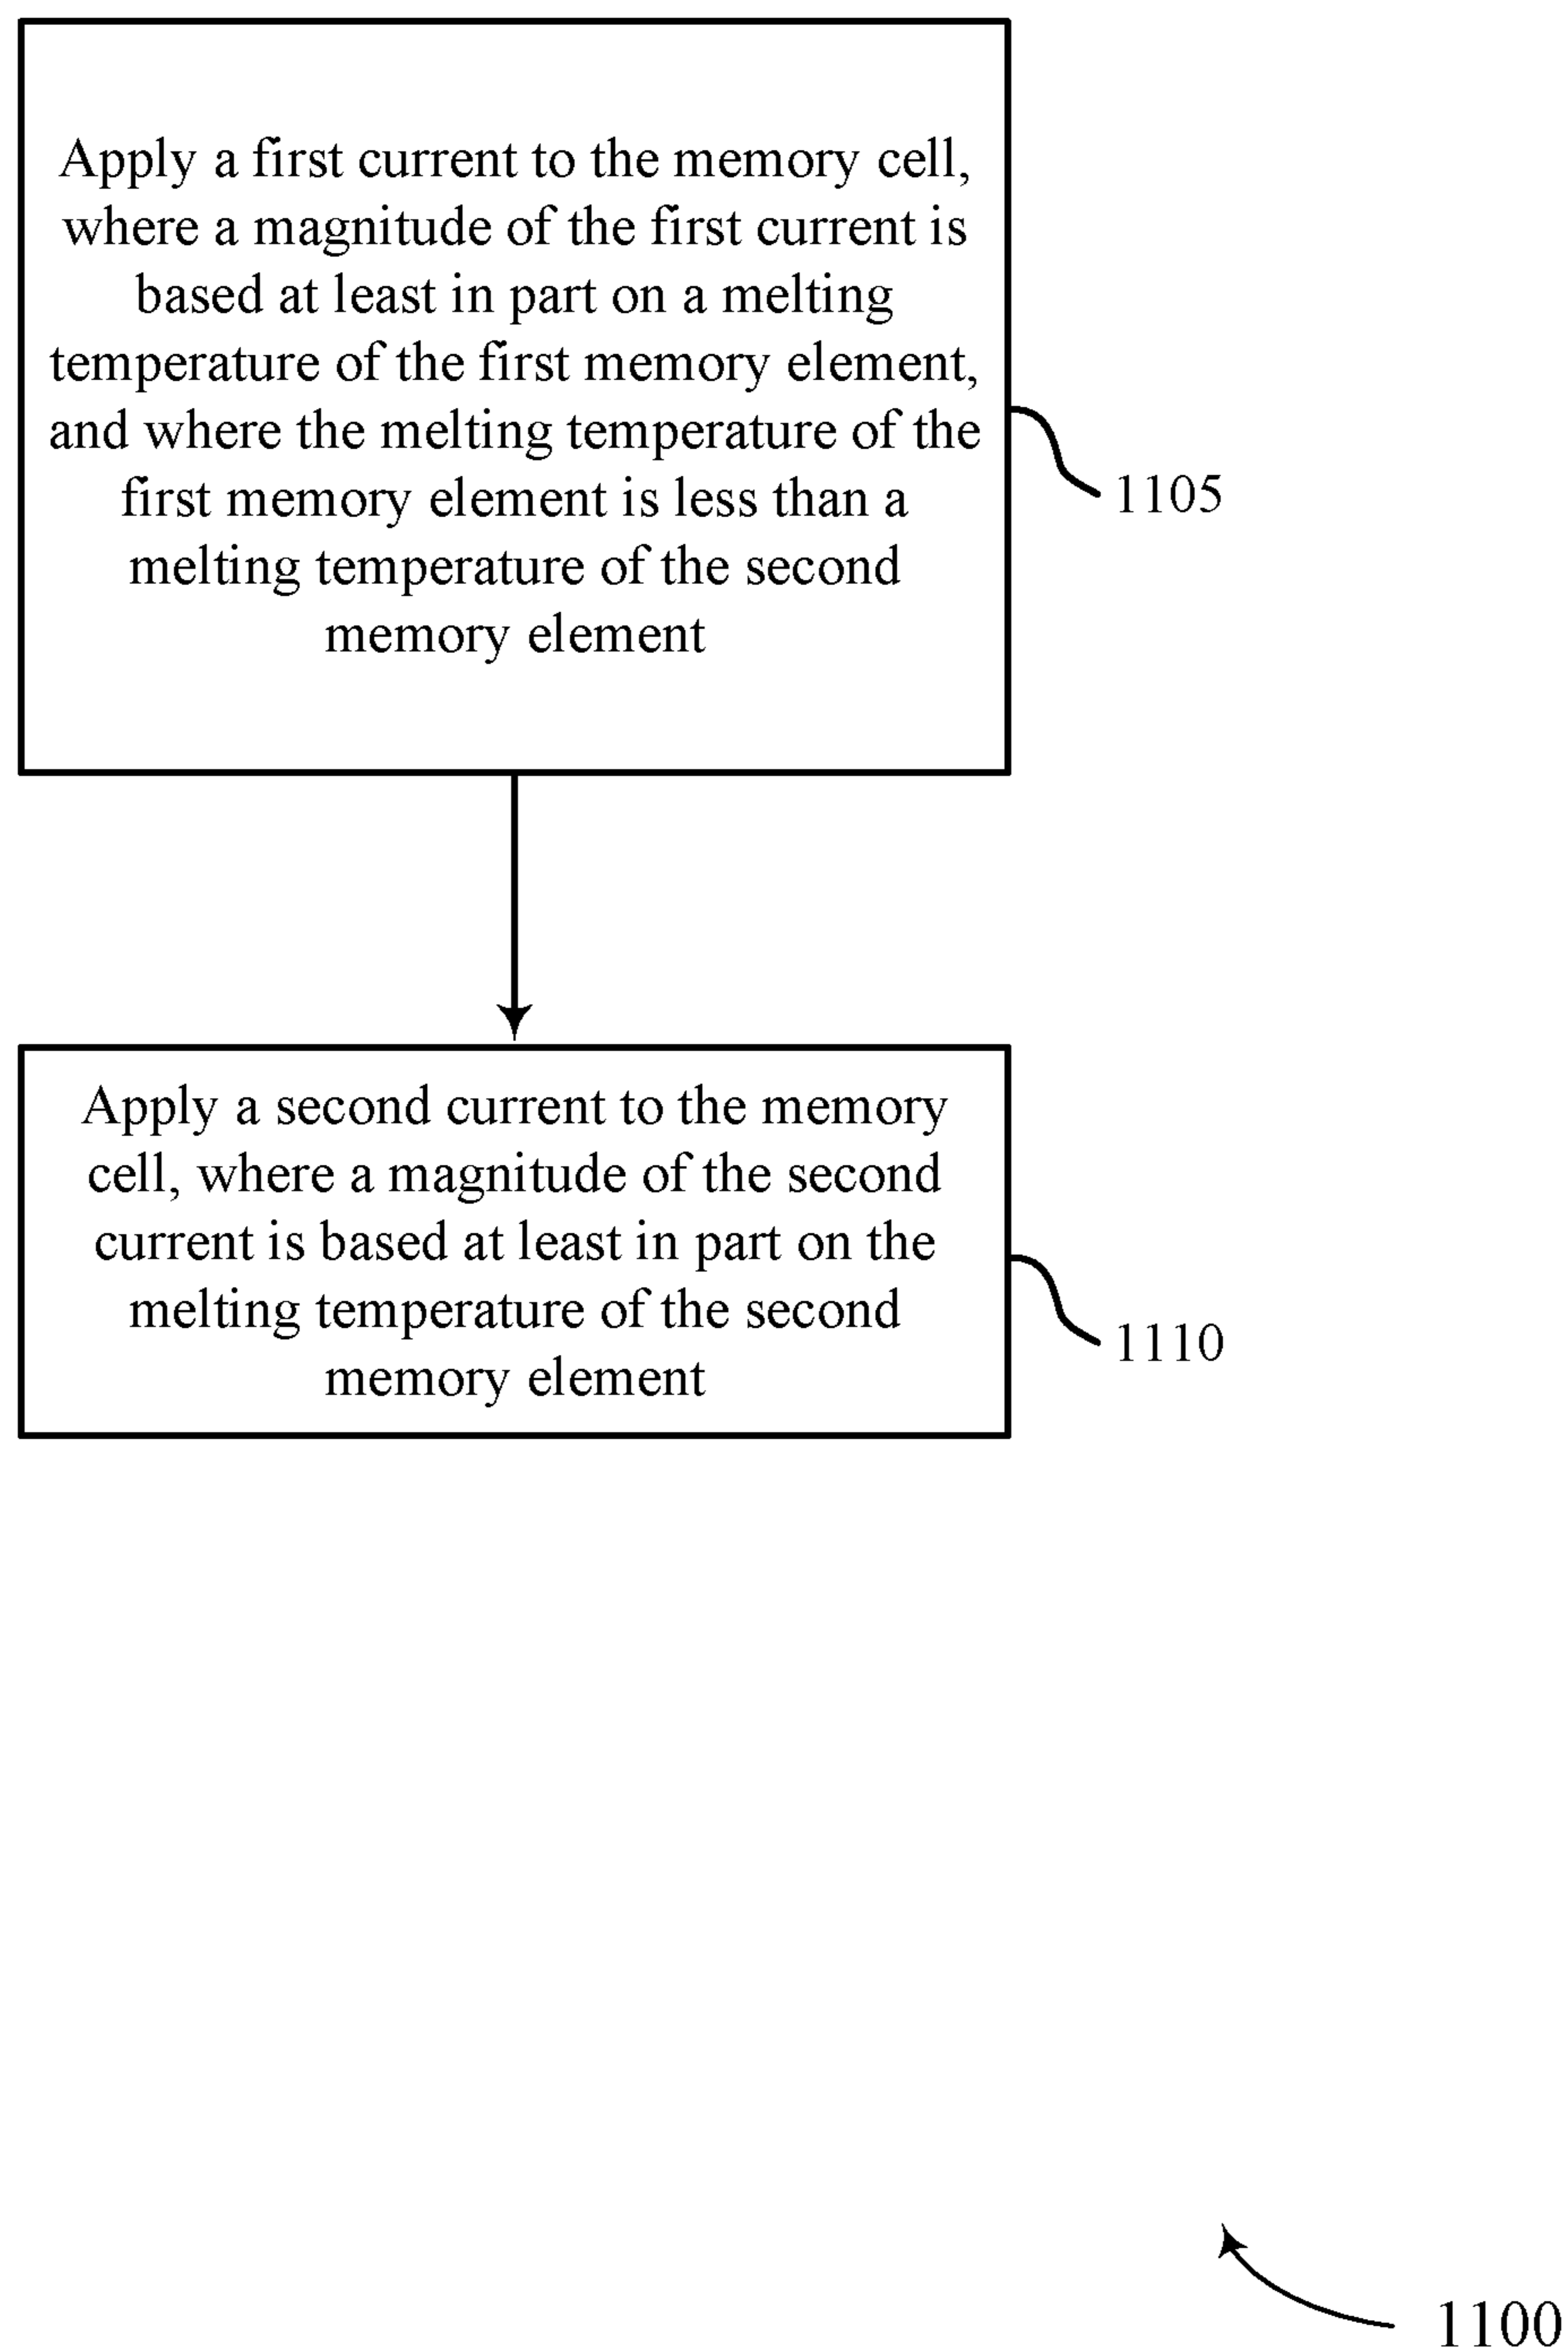 Apply a first current to the memory cell,
where a magnitude of the first current is
based at least in part on a melting
temperature of the first memory element,
and where the melting temperature of the
first memory element is less than a
melting temperature of the second
memory element
1105
Apply a second current to the memory
cell, where a magnitude of the second
current is based at least in part on the
melting temperature of the second
memory element
1110
1100